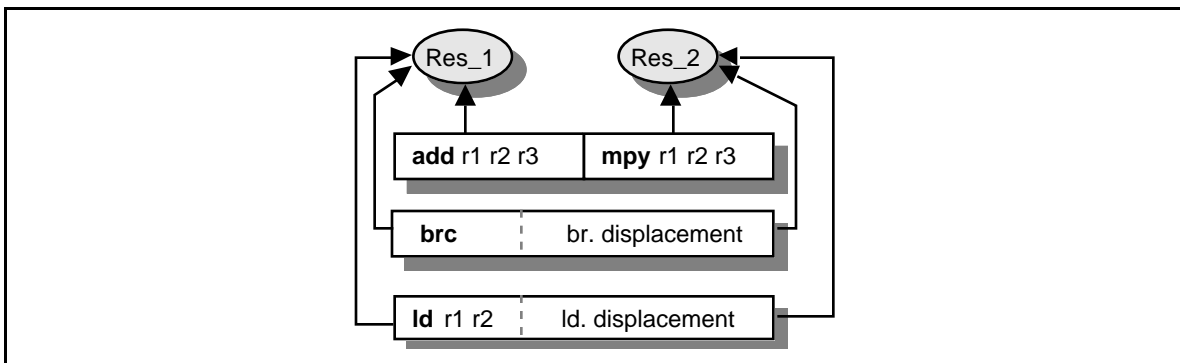 Res_1 Res_2
add r1 r2 r3 mpy r1 r2 r3
brc br. displacement
ld r1 r2 ld. displacement